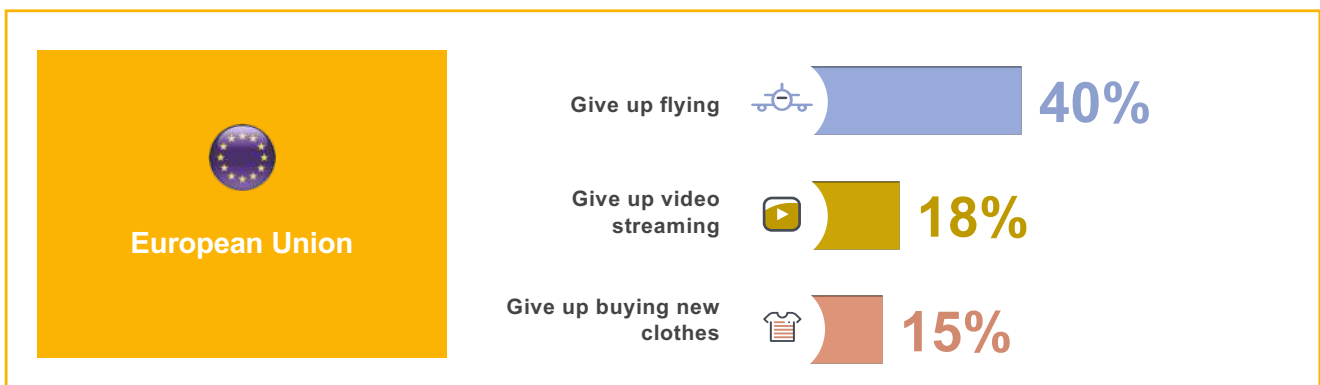 European Union
Give up flying
40%
Give up video
streaming
18%
Give up buying new
clothes
15%